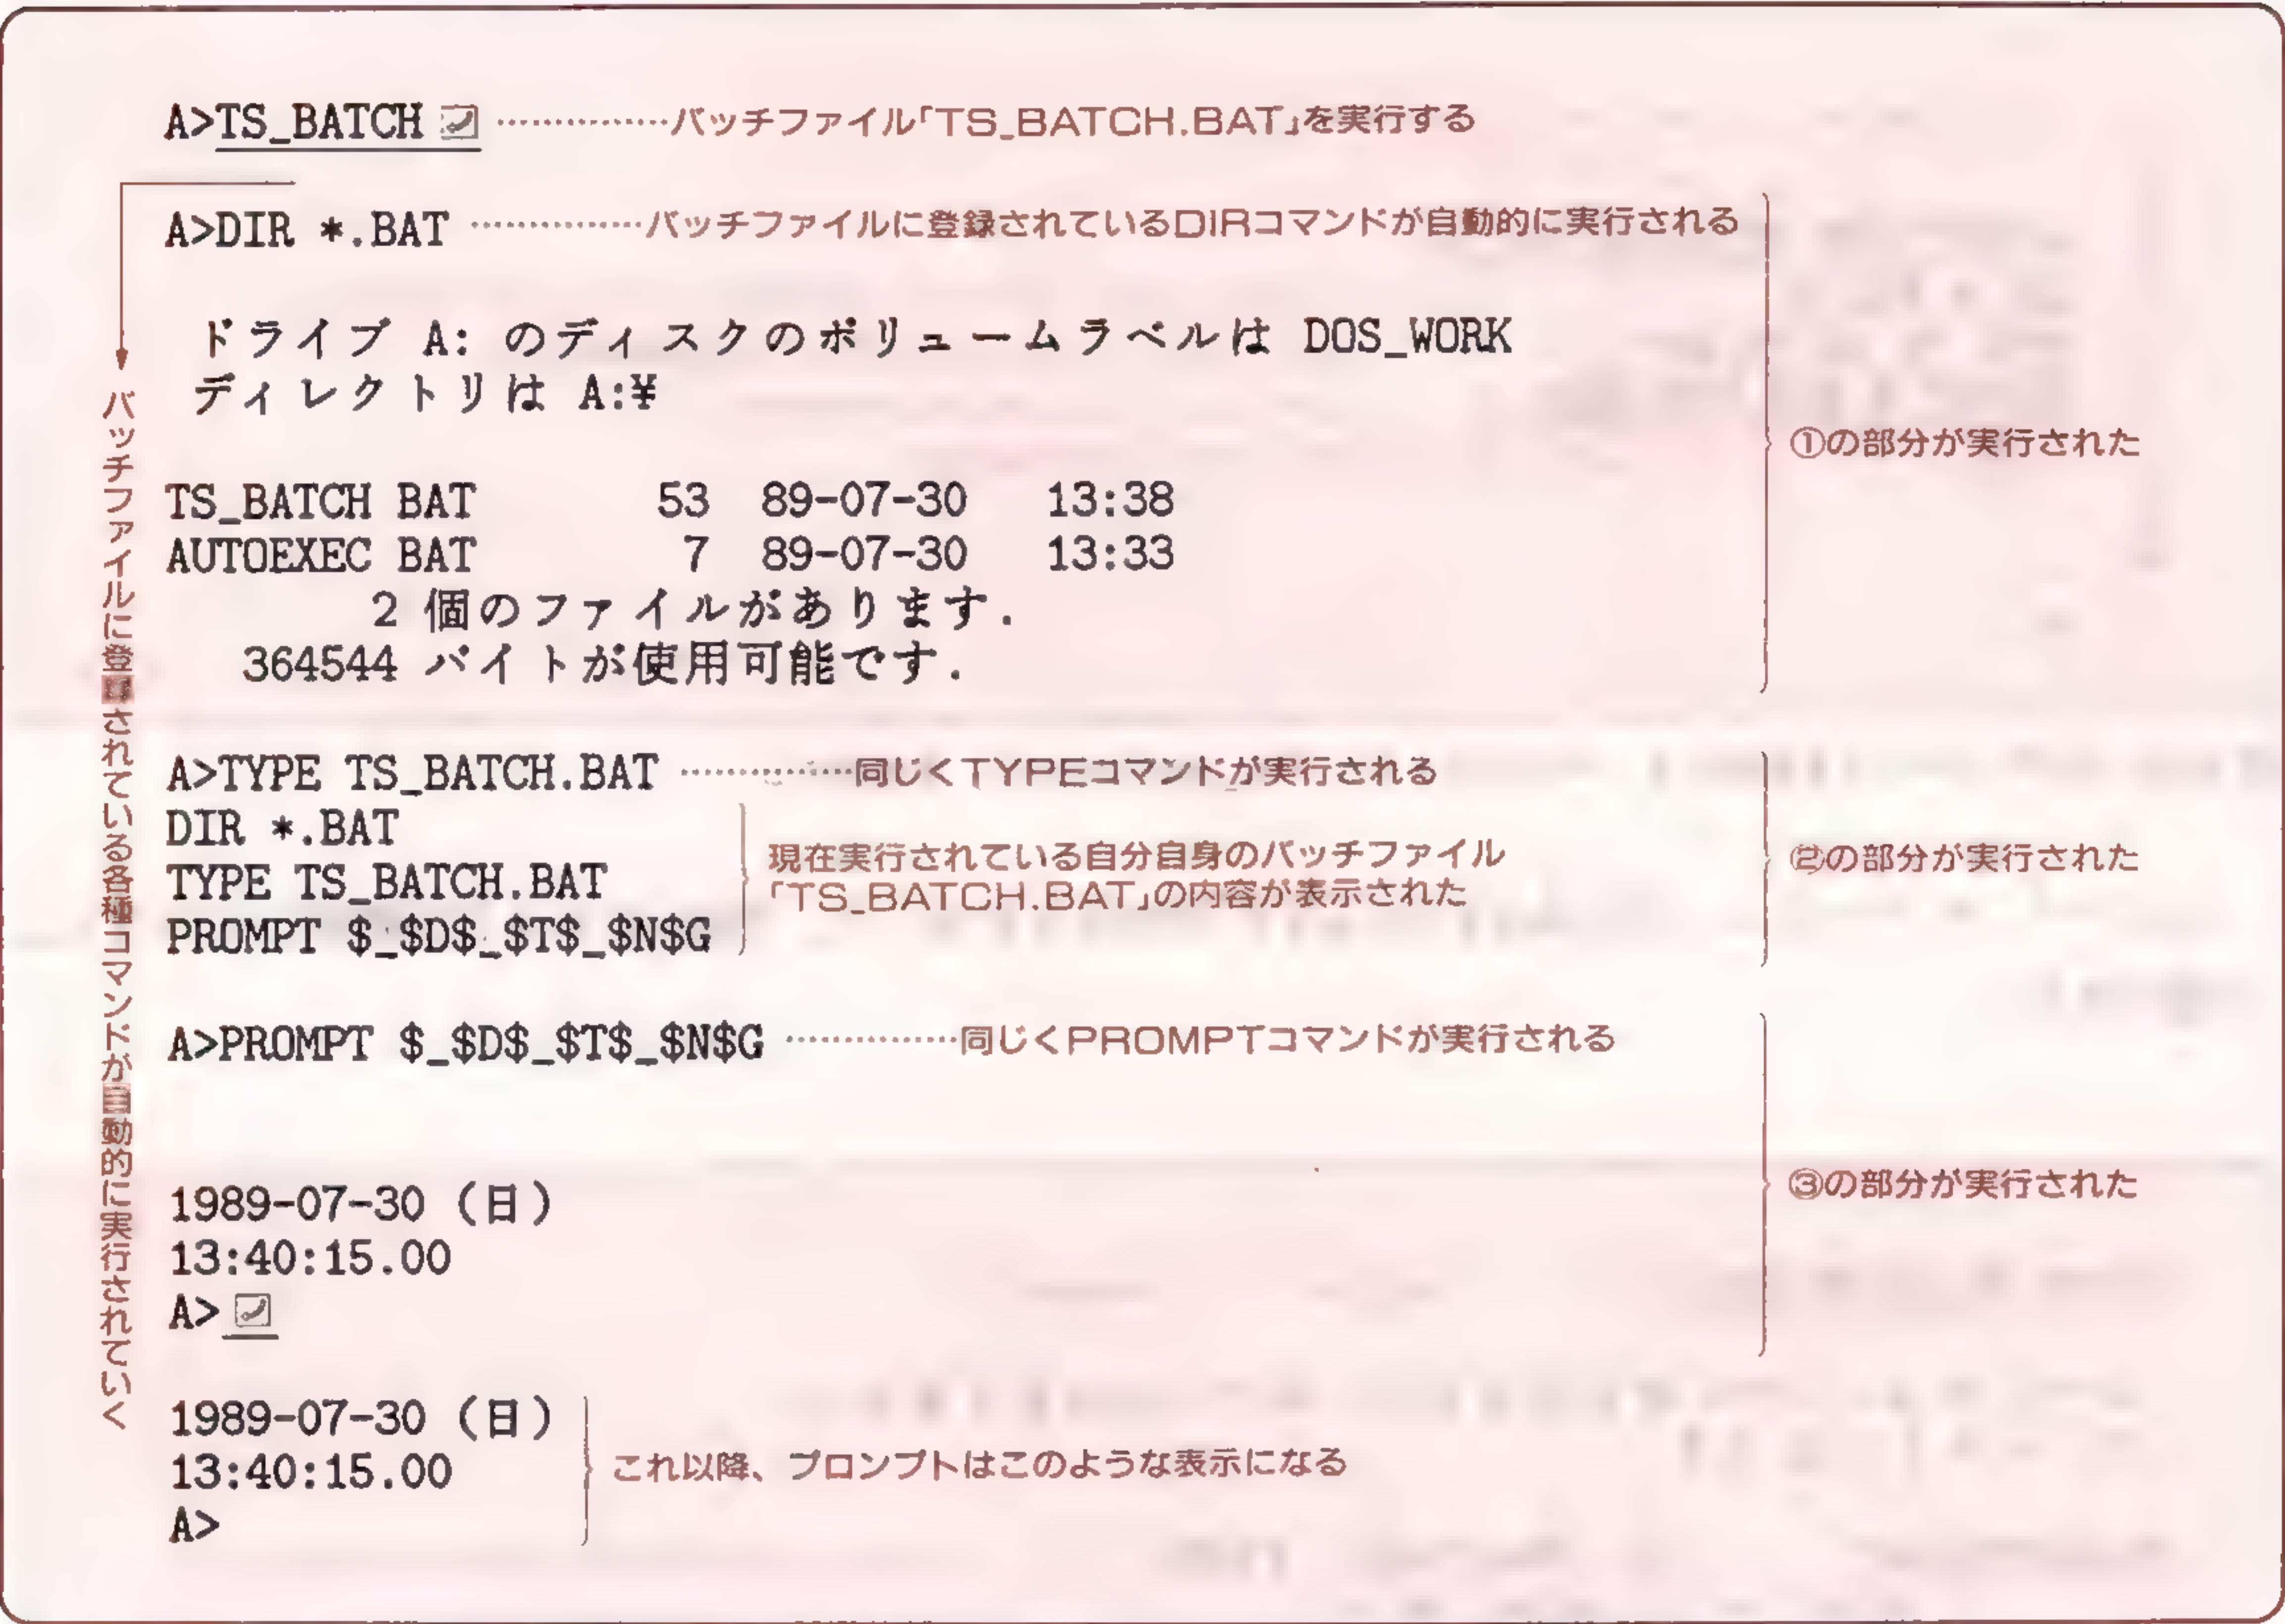 A>TS_BATCH ……………バッチファイル「TS_BATCH.BAT」を実行する
A>DIR *.BAT ……………バッチファイルに登録されているDIRコマンドが自動的に実行される
ドライブ A: のディスクのボリュームラベルは DOS_WORK
ディレクトリは A:¥
TS_BATCH BAT 53 89-07-30 13:38
AUTOEXEC BAT 7 89-07-30 13:33
2 個のファイルがあります.
364544 バイトが使用可能です.
①の部分が実行された
A>TYPE TS_BATCH.BAT ……………同じくTYPEコマンドが実行される
DIR *.BAT
TYPE TS_BATCH.BAT
PROMPT $_$D$_$T$_$N$G
現在実行されている自分自身のバッチファイル
「TS_BATCH.BAT」の内容が表示された
②の部分が実行された
A>PROMPT $_$D$_$T$_$N$G ……………同じくPROMPTコマンドが実行される
1989-07-30 (日)
13:40:15.00
A>
③の部分が実行された
1989-07-30 (日)
13:40:15.00
A>
これ以降、プロンプトはこのような表示になる
バッチファイルに登録されている各種コマンドが自動的に実行されていく